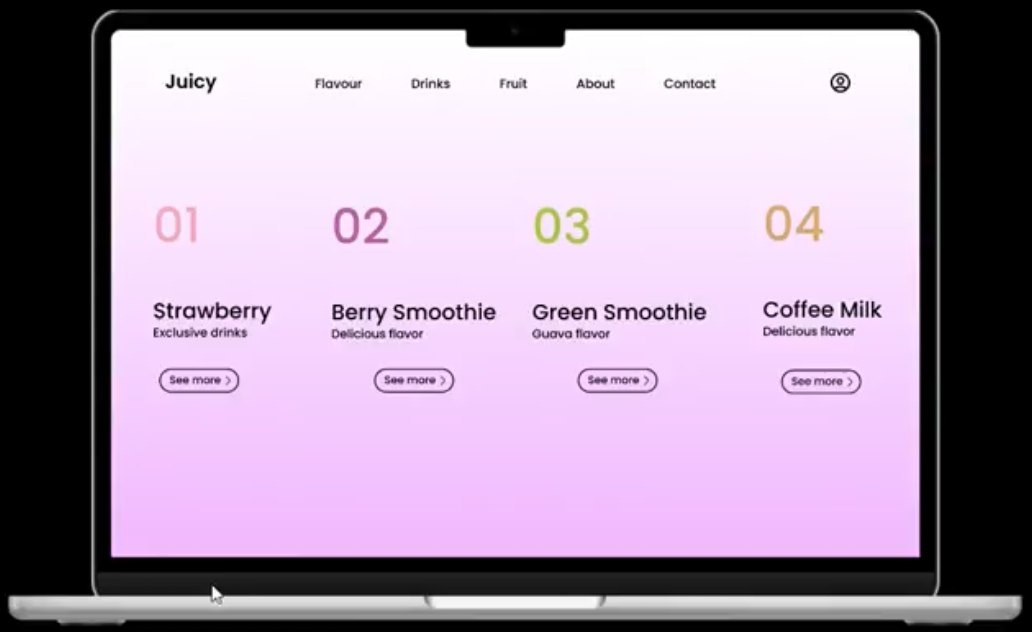 Juicy
Flavour Drinks Fruit About Contact
01 02 03 04
Strawberry Berry Smoothie Green Smoothie Coffee Milk
Exclusive drinks Delicious flavor Guava flavor Delicious flavor
See more See more See more See more